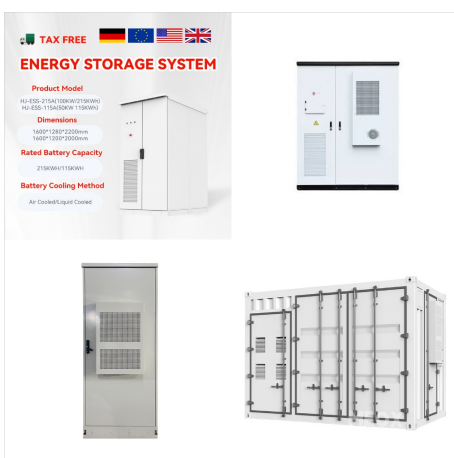 TAX FREE
ENERGY STORAGE SYSTEM
Product Model
HJ-ESS-215A(100KW/215KWh)
HJ-ESS-115A(50KW 115KWh)
Dimensions
1600*1280*2200mm
1600*1200*2000mm
Rated Battery Capacity
215KWH/115KWH
Battery Cooling Method
Air Cooled/Liquid Cooled